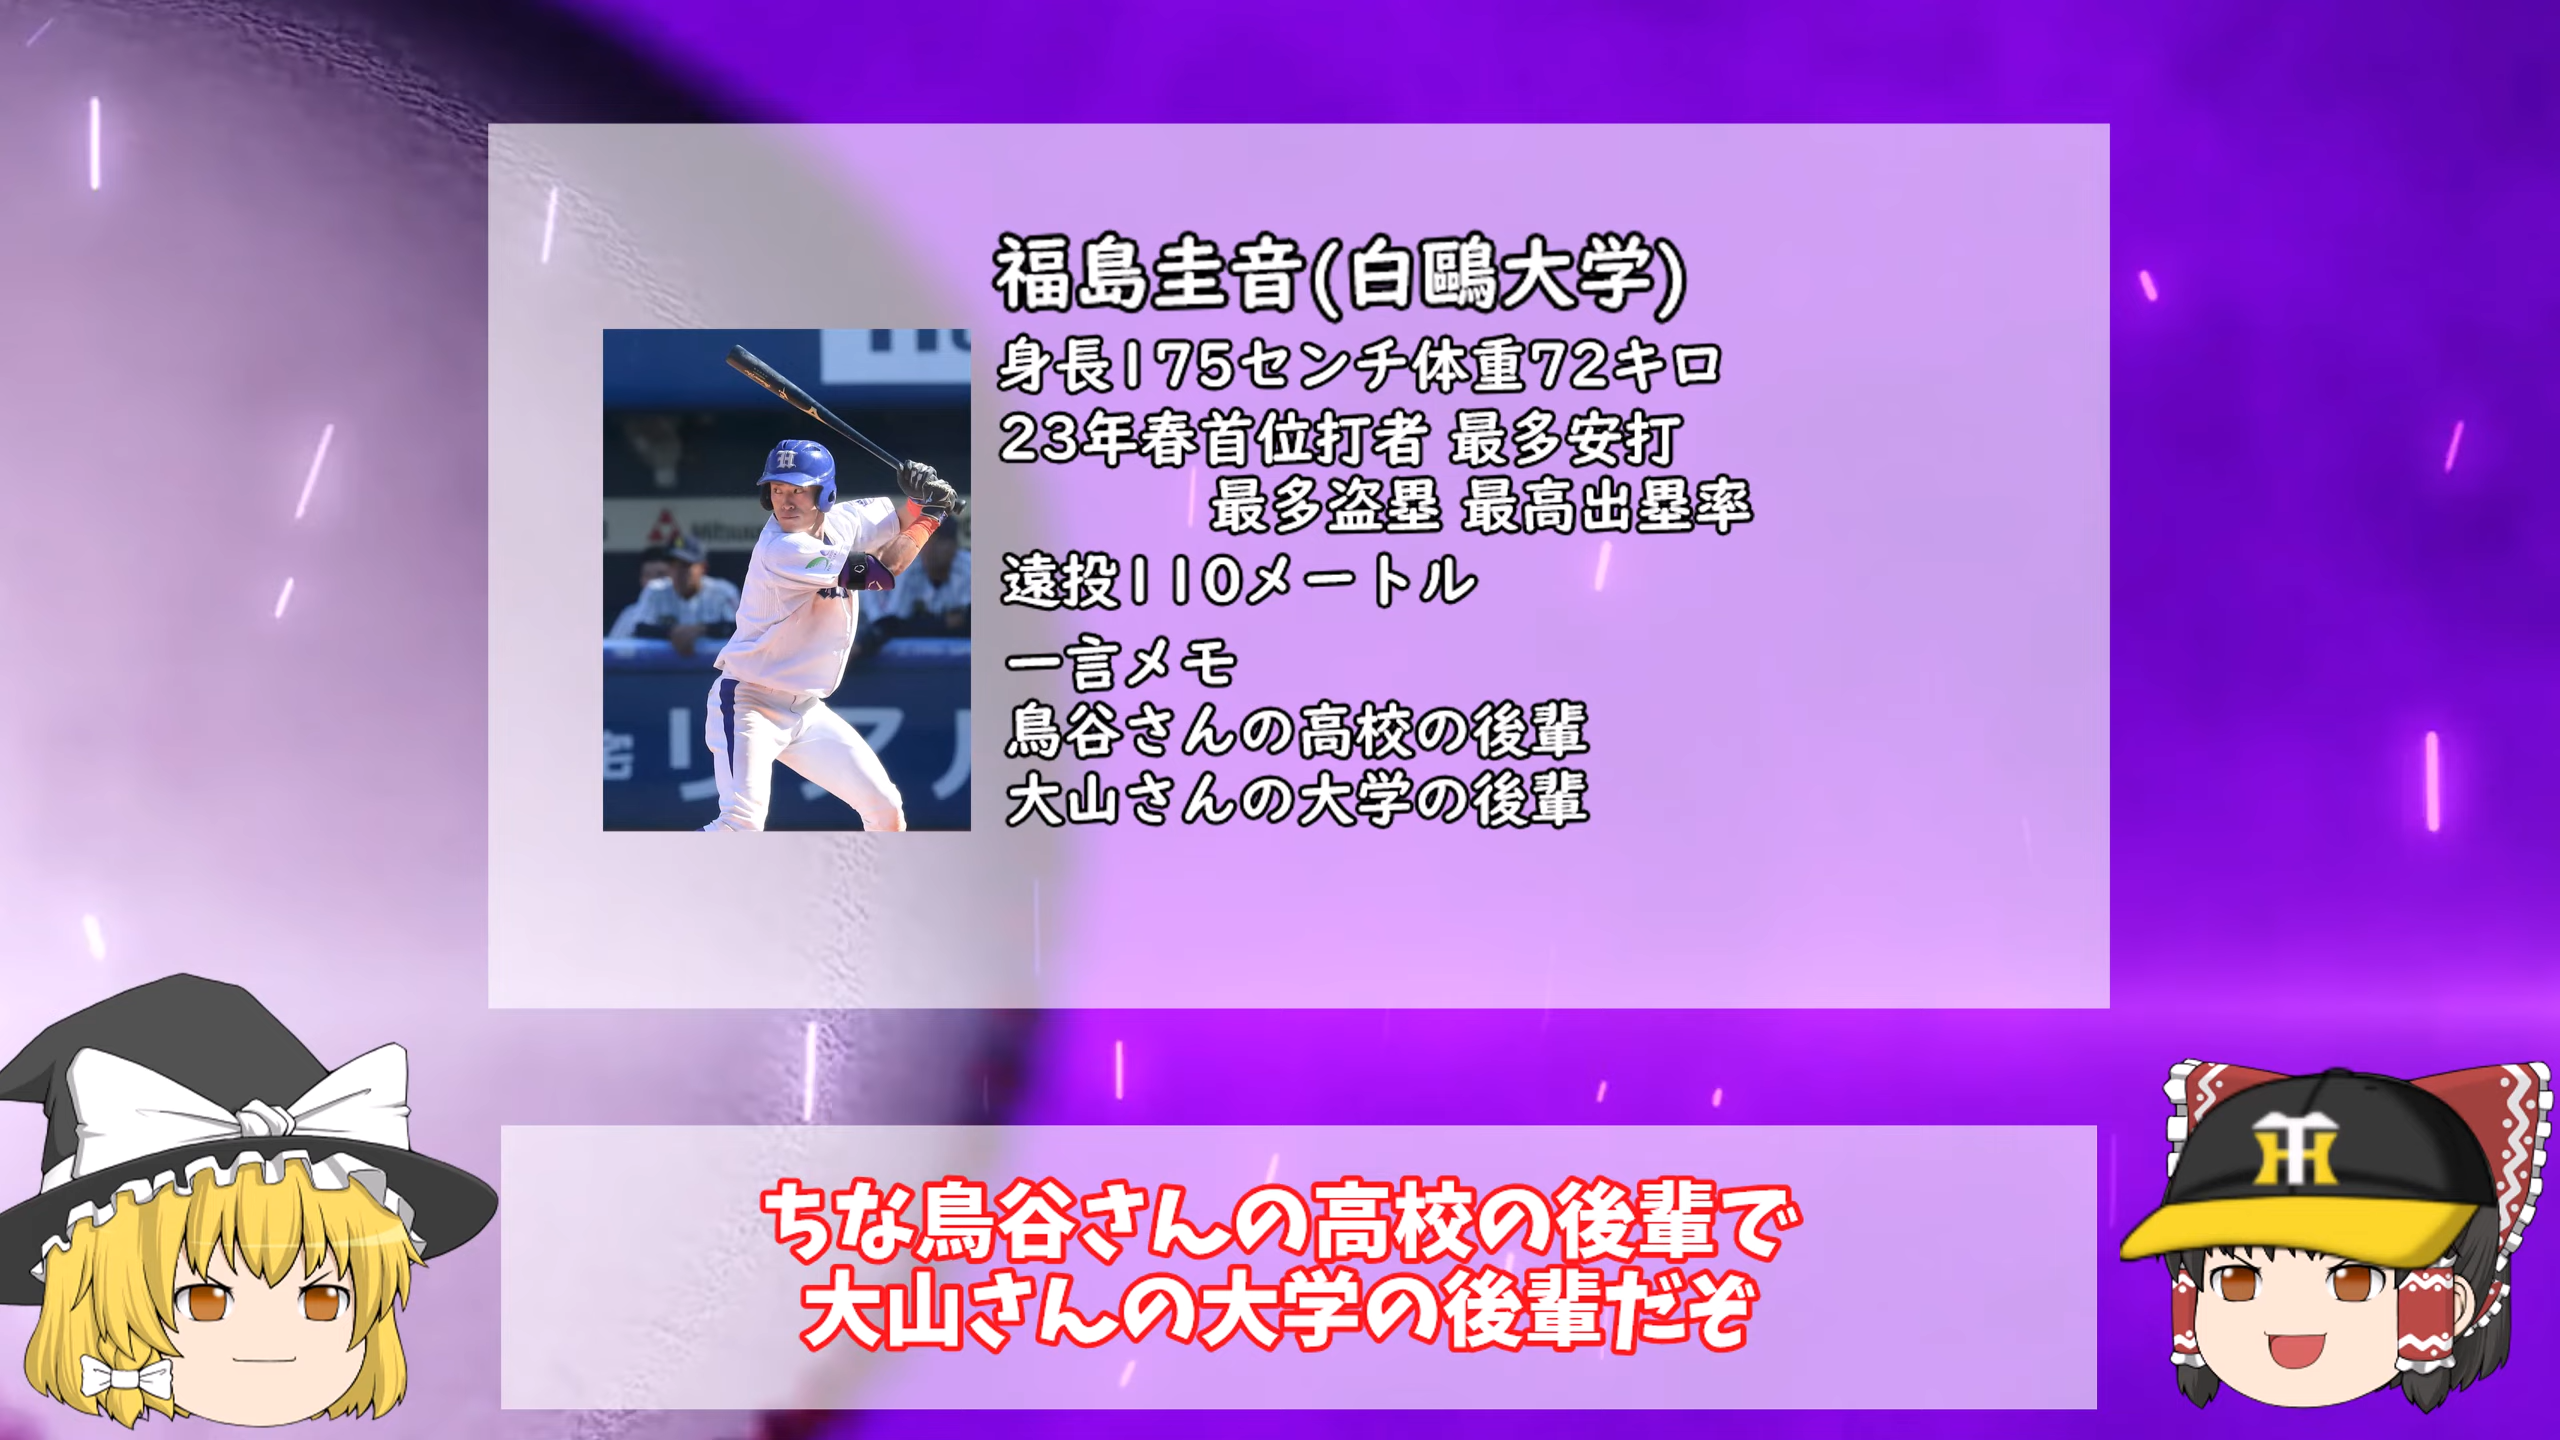 福島圭音(白鷗大学)
身長175センチ体重72キロ
23年春首位打者 最多安打
最多盗塁 最高出塁率
遠投110メートル
一言メモ
鳥谷さんの高校の後輩
大山さんの大学の後輩
ちな鳥谷さんの高校の後輩で
大山さんの大学の後輩だぞ